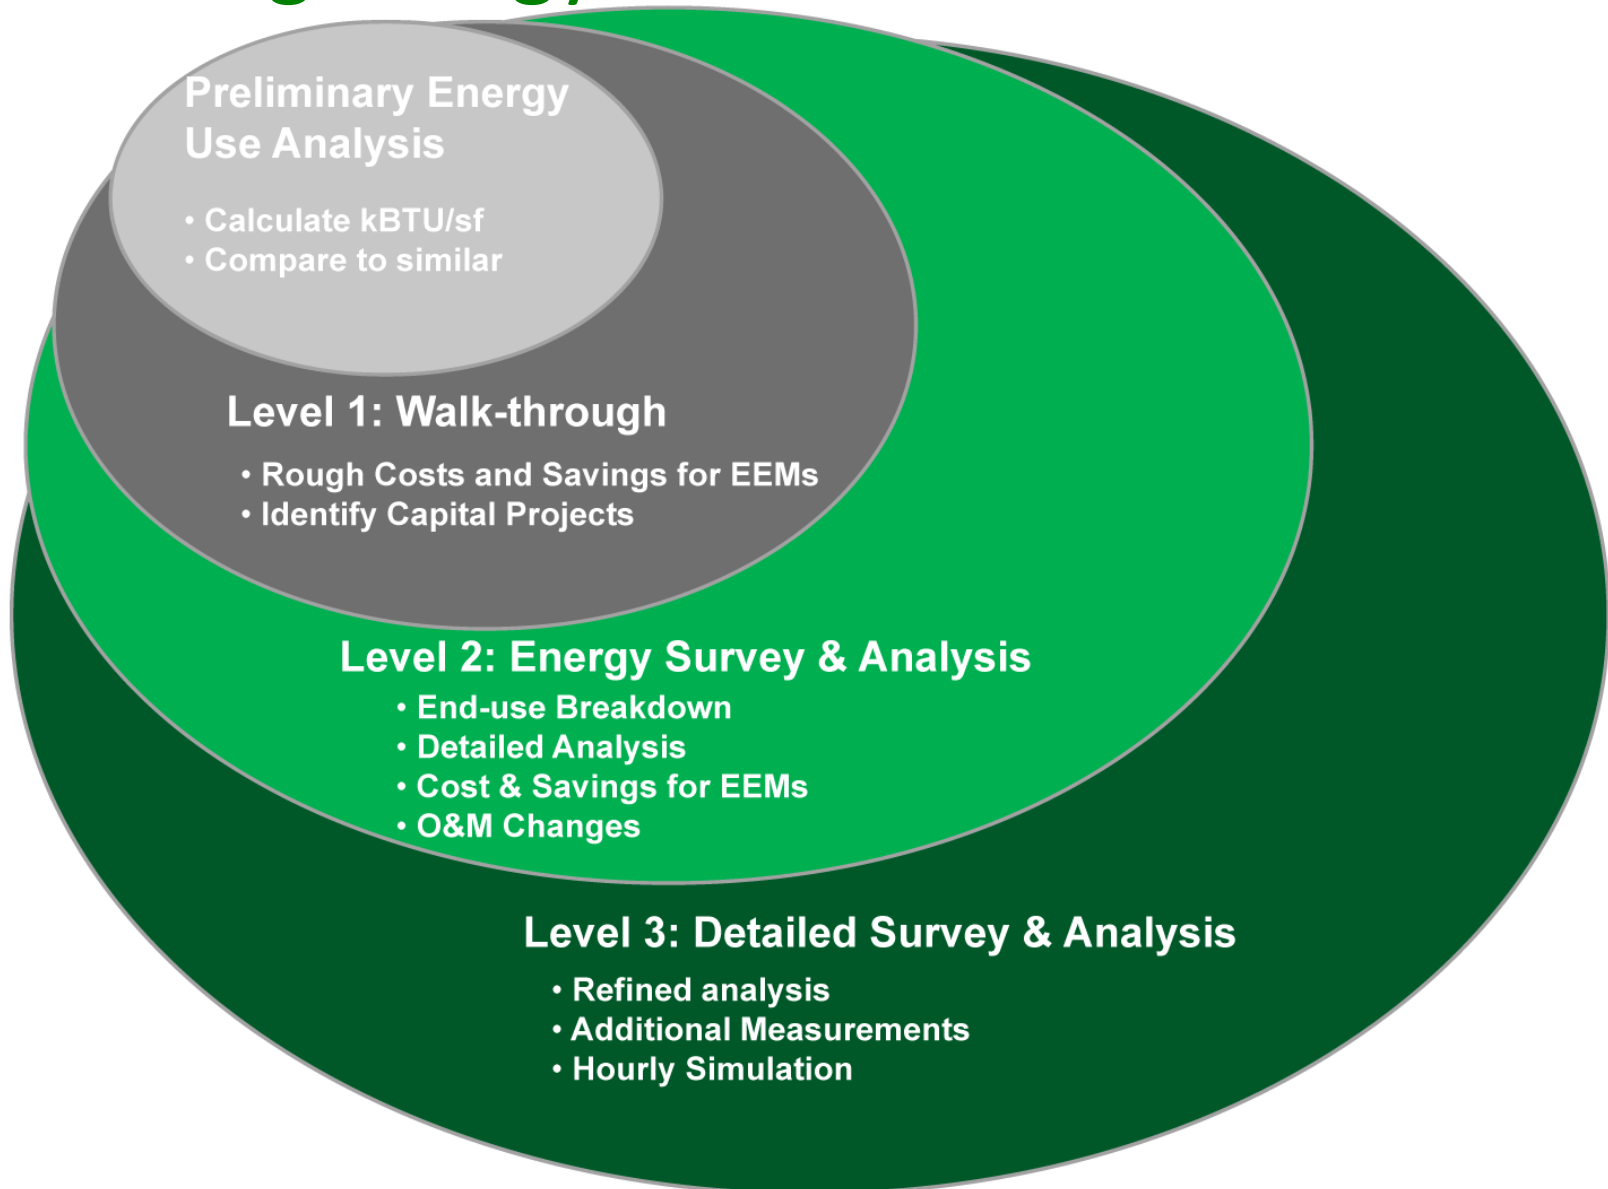 Preliminary Energy
Use Analysis
• Calculate kBTU/sf
• Compare to similar
Level 1: Walk-through
• Rough Costs and Savings for EEMs
• Identify Capital Projects
Level 2: Energy Survey & Analysis
• End-use Breakdown
• Detailed Analysis
• Cost & Savings for EEMs
• O&M Changes
Level 3: Detailed Survey & Analysis
• Refined analysis
• Additional Measurements
• Hourly Simulation